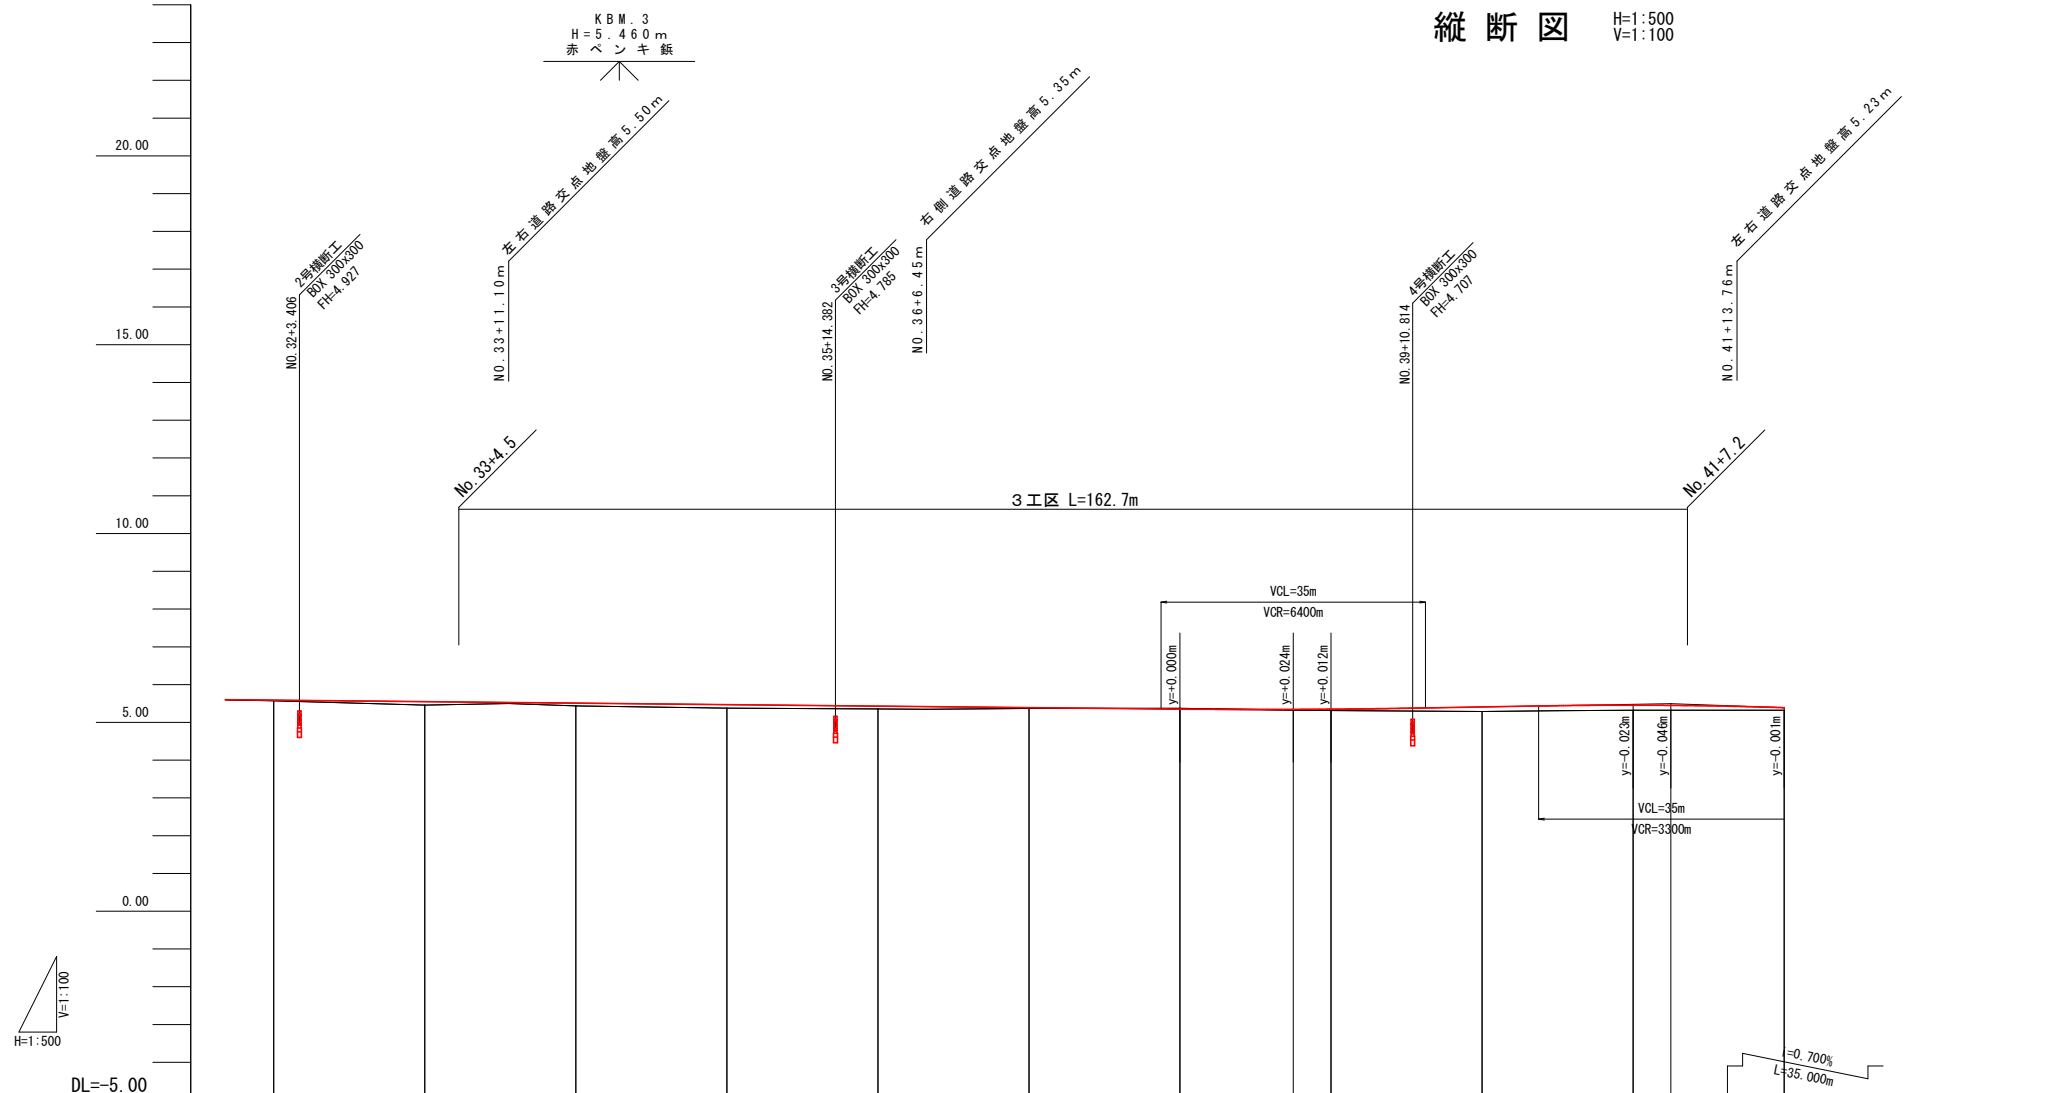 縦断図
H=1:500
V=1:100
KBM.3
H=5.460m
赤ペンキ鋲
20.00
15.00
10.00
5.00
0.00
DL=-5.00
V=1:100
H=1:500
2号横断工
BOX 300x300
FH=4.927
NO.32+3.406
左右道路交点地盤高5.50m
NO.33+11.10m
3号横断工
BOX 300x300
FH=4.785
NO.35+14.382
右側道路交点地盤高5.35m
NO.36+6.45m
4号横断工
BOX 300x300
FH=4.707
NO.39+10.814
左右道路交点地盤高5.23m
NO.41+13.76m
No.33+4.5
3工区 L=162.7m
No.41+7.2
VCL=35m
VCR=6400m
y=+0.000m
y=+0.024m
y=+0.012m
y=-0.023m
y=-0.046m
y=-0.001m
VCL=35m
VCR=3300m
i=0.700%
L=35.000m